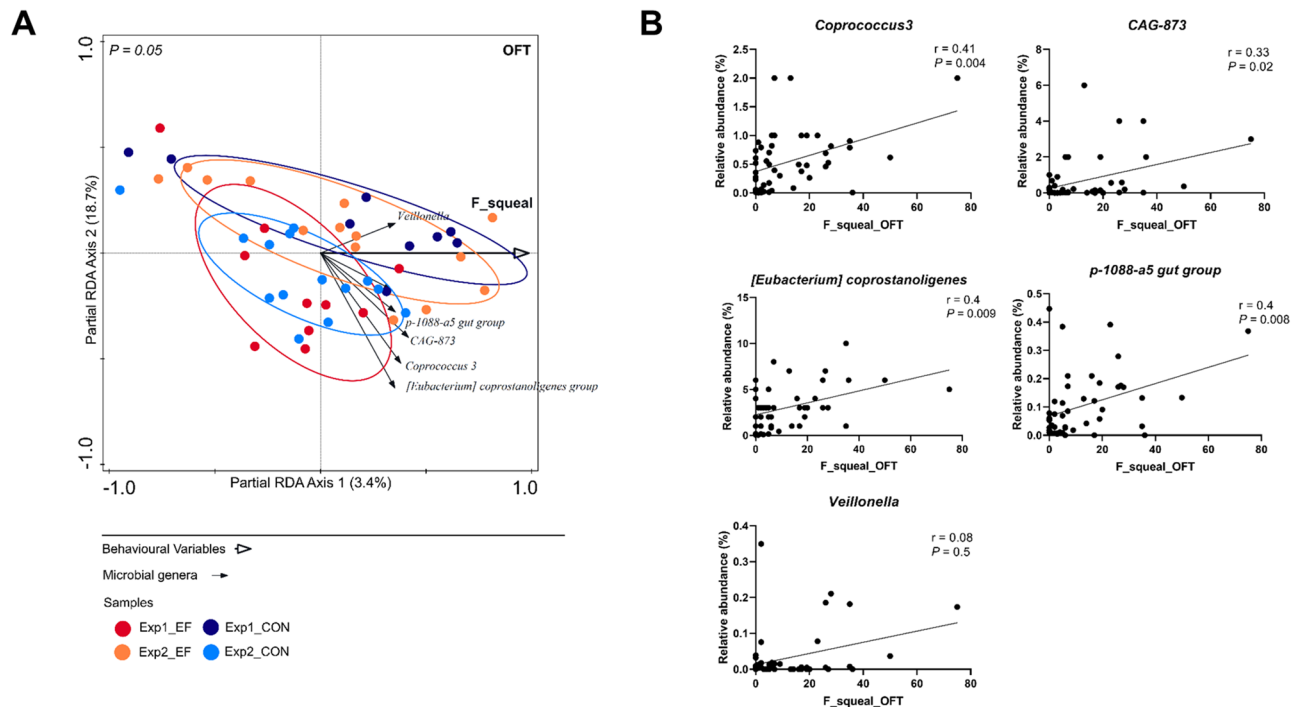 A
P = 0.05
OFT
1.0
Partial RDA Axis 2 (18.7%)
-1.0
F_squeal
Veillonella
p-1088-a5 gut group
CAG-873
Coprococcus 3
[Eubacterium] coprostanoligenes group
-1.0
Partial RDA Axis 1 (3.4%)
1.0
Behavioural Variables
Microbial genera
Samples
Exp1_EF
Exp1_CON
Exp2_EF
Exp2_CON
B
Coprococcus3
r = 0.41
P = 0.004
Relative abundance (%)
2.5
2.0
1.5
1.0
0.5
0.0
0 20 40 60 80
F_squeal_OFT
CAG-873
r = 0.33
P = 0.02
Relative abundance (%)
8
6
4
2
0
0 20 40 60 80
F_squeal_OFT
[Eubacterium] coprostanoligenes
r = 0.4
P = 0.009
Relative abundance (%)
15
10
5
0
0 20 40 60 80
F_squeal_OFT
p-1088-a5 gut group
r = 0.4
P = 0.008
Relative abundance (%)
0.5
0.4
0.3
0.2
0.1
0.0
0 20 40 60 80
F_squeal_OFT
Veillonella
r = 0.08
P = 0.5
Relative abundance (%)
0.4
0.3
0.2
0.1
0.0
0 20 40 60 80
F_squeal_OFT